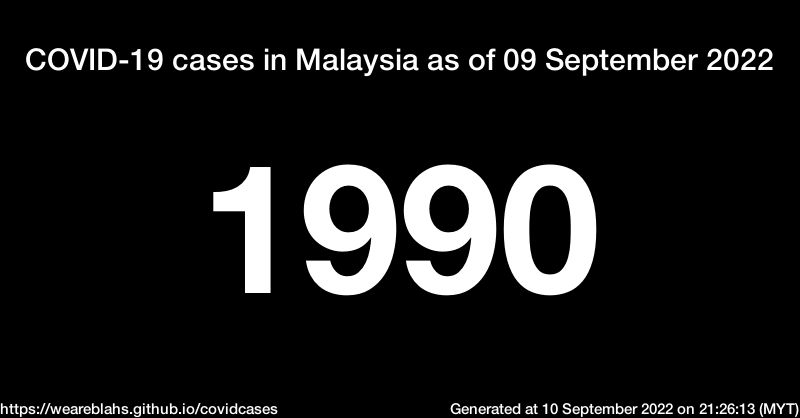 COVID-19 cases in Malaysia as of 09 September 2022
1990
https://weareblahs.github.io/covidcases
Generated at 10 September 2022 on 21:26:13 (MYT)